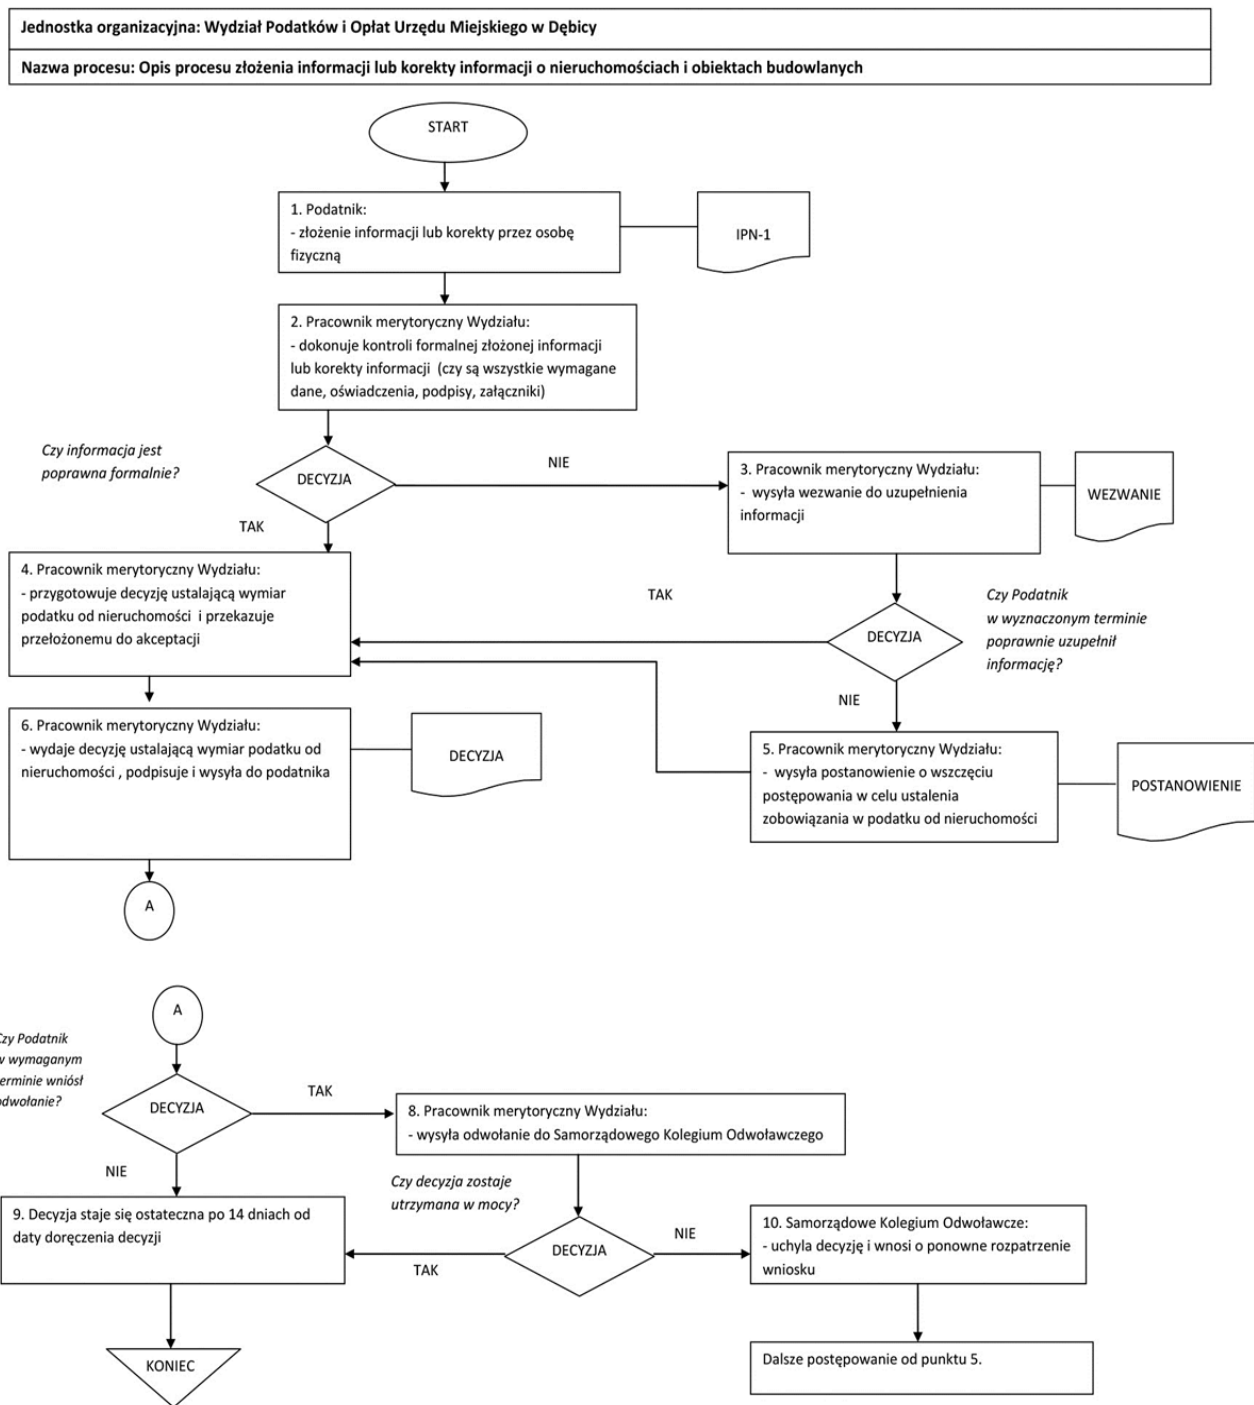 Jednostka organizacyjna: Wydział Podatków i Opłat Urzędu Miejskiego w Dębicy
Nazwa procesu: Opis procesu złożenia informacji lub korekty informacji o nieruchomościach i obiektach budowlanych
START
1. Podatnik:
- złożenie informacji lub korekty przez osobę
fizyczną
IPN-1
2. Pracownik merytoryczny Wydziału:
- dokonuje kontroli formalnej złożonej informacji
lub korekty informacji (czy są wszystkie wymagane
dane, oświadczenia, podpisy, załączniki)
Czy informacja jest
poprawna formalnie?
DECYZJA
NIE
TAK
3. Pracownik merytoryczny Wydziału:
- wysyła wezwanie do uzupełnienia
informacji
WEZWANIE
4. Pracownik merytoryczny Wydziału:
- przygotowuje decyzję ustalającą wymiar
podatku od nieruchomości i przekazuje
przełożonemu do akceptacji
TAK
DECYZJA
Czy Podatnik
w wyznaczonym terminie
poprawnie uzupełnił
informację?
NIE
6. Pracownik merytoryczny Wydziału:
- wydaje decyzję ustalającą wymiar podatku od
nieruchomości , podpisuje i wysyła do podatnika
DECYZJA
5. Pracownik merytoryczny Wydziału:
- wysyła postanowienie o wszczęciu
postępowania w celu ustalenia
zobowiązania w podatku od nieruchomości
POSTANOWIENIE
A
A
Czy Podatnik
w wymaganym
terminie wniósł
odwołanie?
DECYZJA
TAK
NIE
8. Pracownik merytoryczny Wydziału:
- wysyła odwołanie do Samorządowego Kolegium Odwoławczego
Czy decyzja zostaje
utrzymana w mocy?
DECYZJA
NIE
TAK
9. Decyzja staje się ostateczna po 14 dniach od
daty doręczenia decyzji
10. Samorządowe Kolegium Odwoławcze:
- uchyla decyzję i wnosi o ponowne rozpatrzenie
wniosku
KONIEC
Dalsze postępowanie od punktu 5.